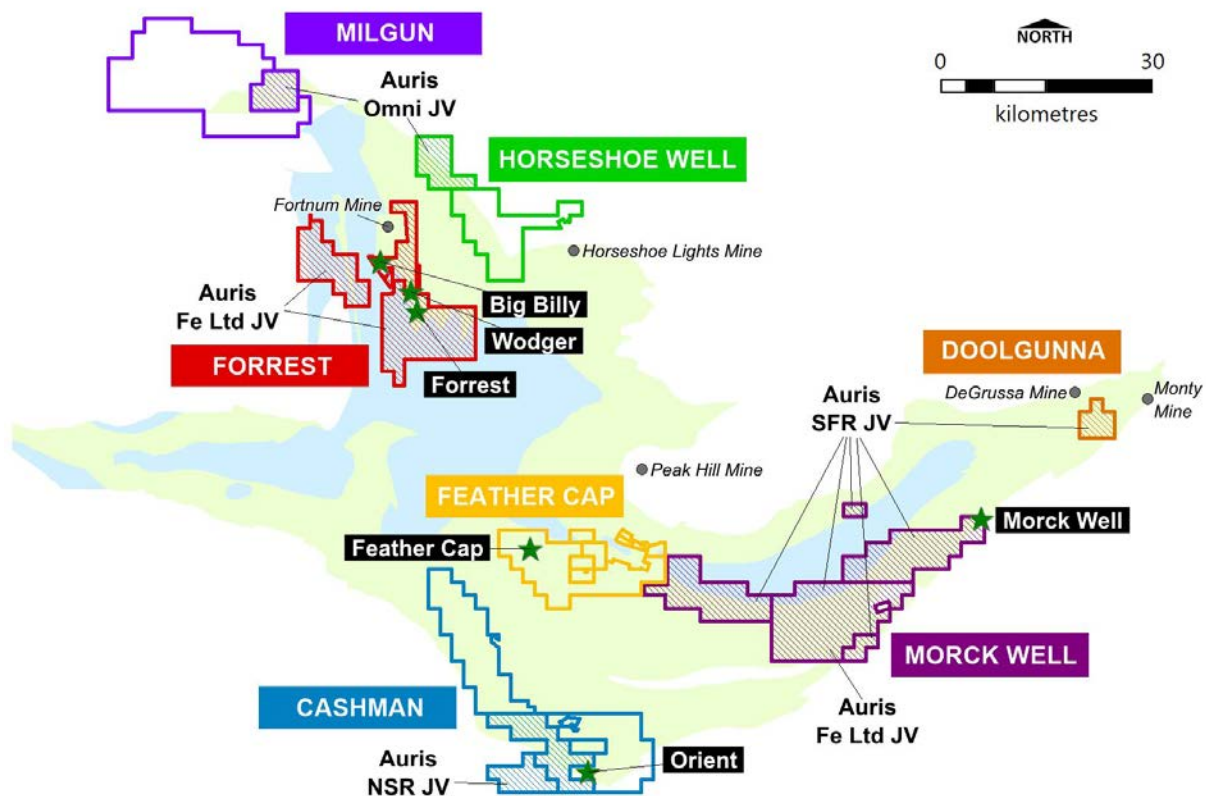 MILGUN
NORTH
0 30
kilometres
Auris
Omni JV
HORSESHOE WELL
Fortnum Mine
Horseshoe Lights Mine
Auris
Fe Ltd JV
Big Billy
Wodger
FORREST
Forrest
DOOLGUNNA
DeGrussa Mine
Monty
Mine
Auris
SFR JV
Peak Hill Mine
FEATHER CAP
Feather Cap
Morck Well
MORCK WELL
CASHMAN
Auris
Fe Ltd JV
Auris
NSR JV
Orient